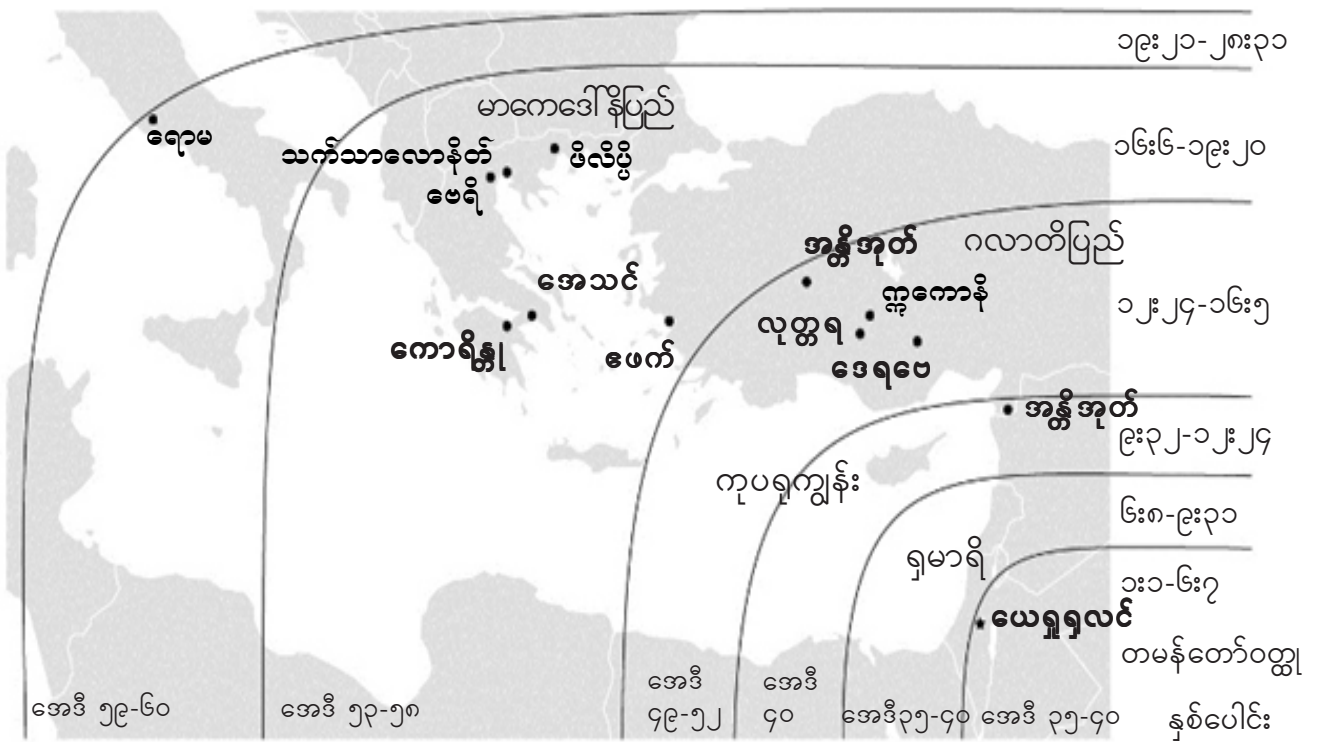 ၁၉း၂၁-၂၈း၃၁
မာကေဒေါ်နိပြည်
ရောမ
သက်သာလောနိတ်
ဖိလိပ္ပိ
၁၆း၆-၁၉း၂၀
ဗေရိ
အန္တိအုတ်
ဂလာတိပြည်
အေသင်
ဣကောနိ
၁၂း၂၄-၁၆း၅
လုတ္တရ
ကောရိန္တု
ဧဖက်
ဒေရဗေ
အန္တိအုတ်
၉း၃၂-၁၂း၂၄
ကုပရုကျွန်း
၆း၈-၉း၃၁
ရှမာရိ
၁း၁-၆း၇
ယေရှုရှလင်
တမန်တော်ဝတ္ထု
အေဒီ ၅၉-၆၀
အေဒီ ၅၃-၅၈
အေဒီ
၄၉-၅၂
အေဒီ
၄၀
အေဒီ၃၅-၄၀
အေဒီ ၃၅-၄၀
နှစ်ပေါင်း